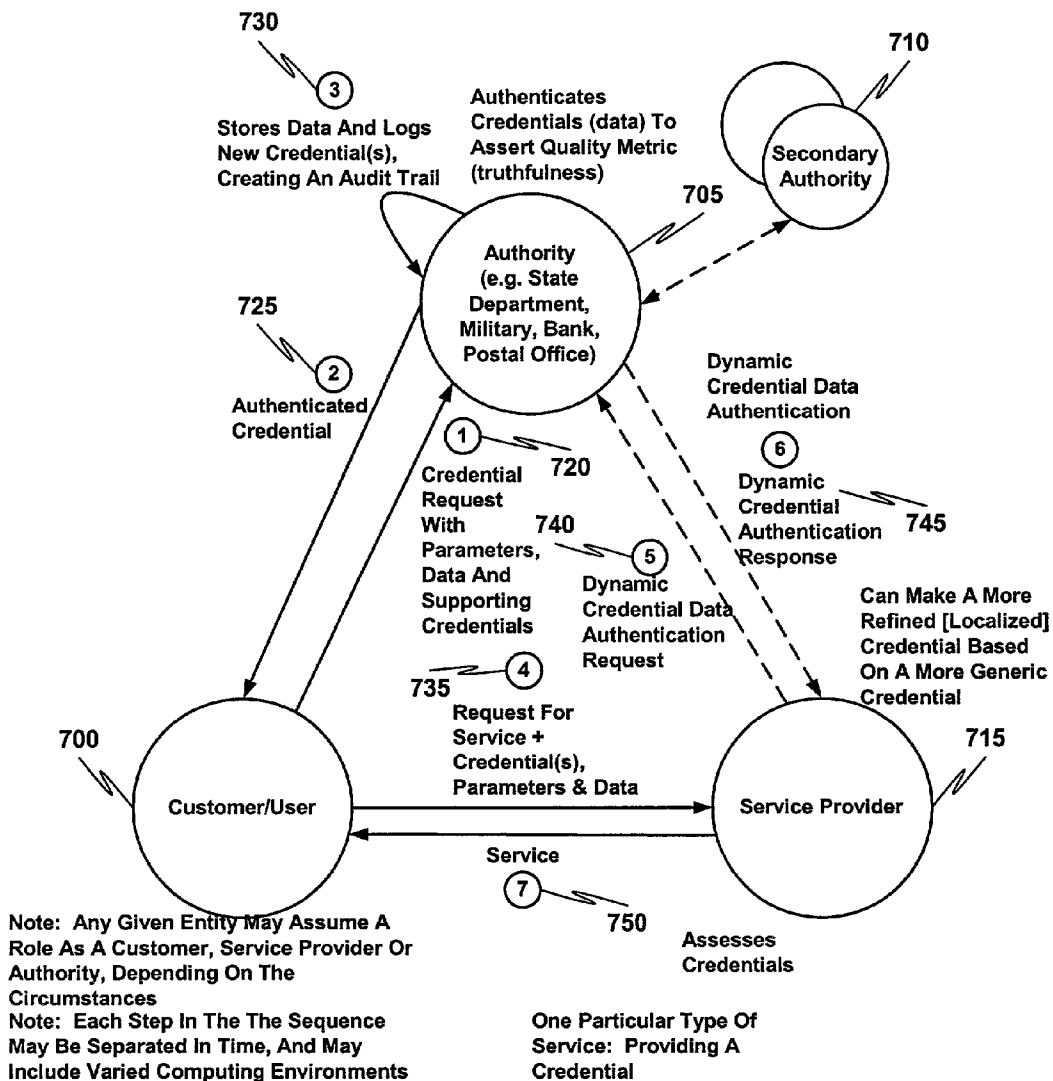 730
3
Stores Data And Logs
New Credential(s),
Creating An Audit Trail
Authenticates
Credentials (data) To
Assert Quality Metric
(truthfulness)
710
Secondary
Authority
705
Authority
(e.g. State
Department,
Military, Bank,
Postal Office)
725
2
Authenticated
Credential
1
720
Credential
Request
With
Parameters,
Data And
Supporting
Credentials
740
5
Dynamic
Credential Data
Authentication
Request
Dynamic
Credential Data
Authentication
6
Dynamic
Credential
Authentication
Response
745
Can Make A More
Refined [Localized]
Credential Based
On A More Generic
Credential
735
4
Request For
Service +
Credential(s),
Parameters & Data
700
Customer/User
715
Service Provider
Service
7
750
Assesses
Credentials
Note: Any Given Entity May Assume A
Role As A Customer, Service Provider Or
Authority, Depending On The
Circumstances
Note: Each Step In The The Sequence
May Be Separated In Time, And May
Include Varied Computing Environments
One Particular Type Of
Service: Providing A
Credential